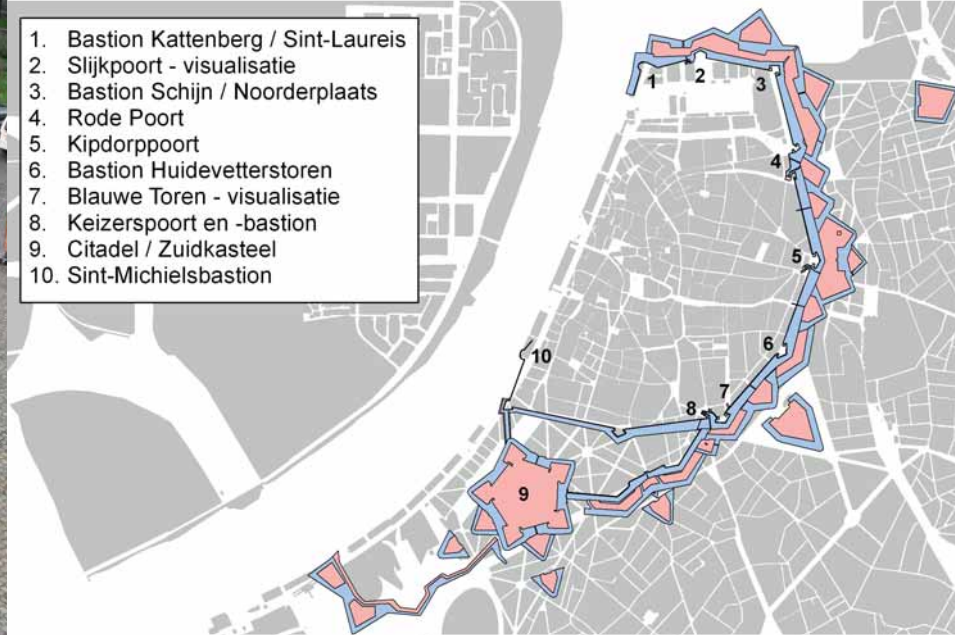 1. Bastion Kattenberg / Sint-Laureis
2. Slijkpoort - visualisatie
3. Bastion Schijn / Noorderplaats
4. Rode Poort
5. Kipdorppoort
6. Bastion Huidevetterstoren
7. Blauwe Toren - visualisatie
8. Keizerspoort en -bastion
9. Citadel / Zuidkasteel
10. Sint-Michielsbastion
1
2
3
4
5
6
10
7
8
9